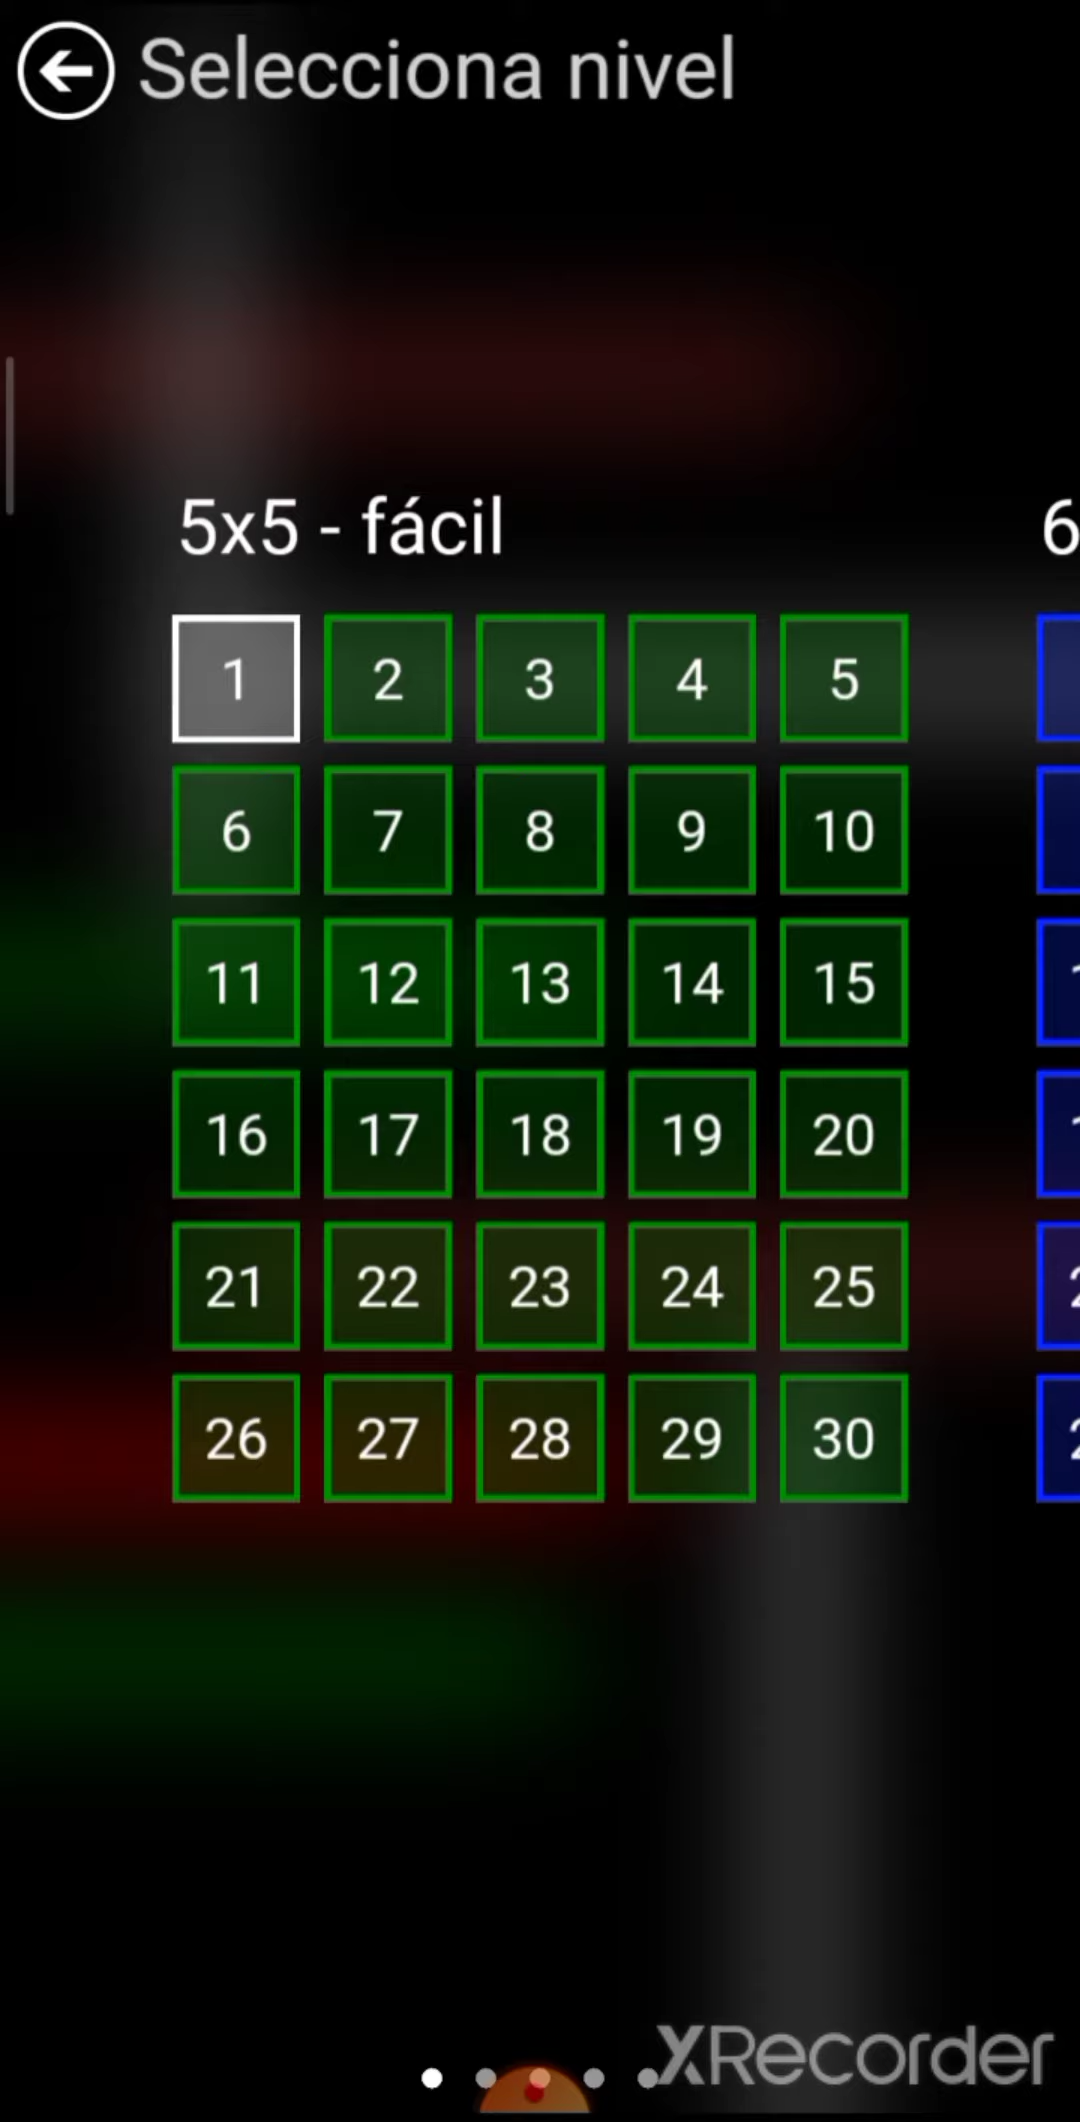 Selecciona nivel
5x5 - fácil
6
1 2 3 4 5
6 7 8 9 10
11 12 13 14 15
16 17 18 19 20
21 22 23 24 25
26 27 28 29 30
XRecorder